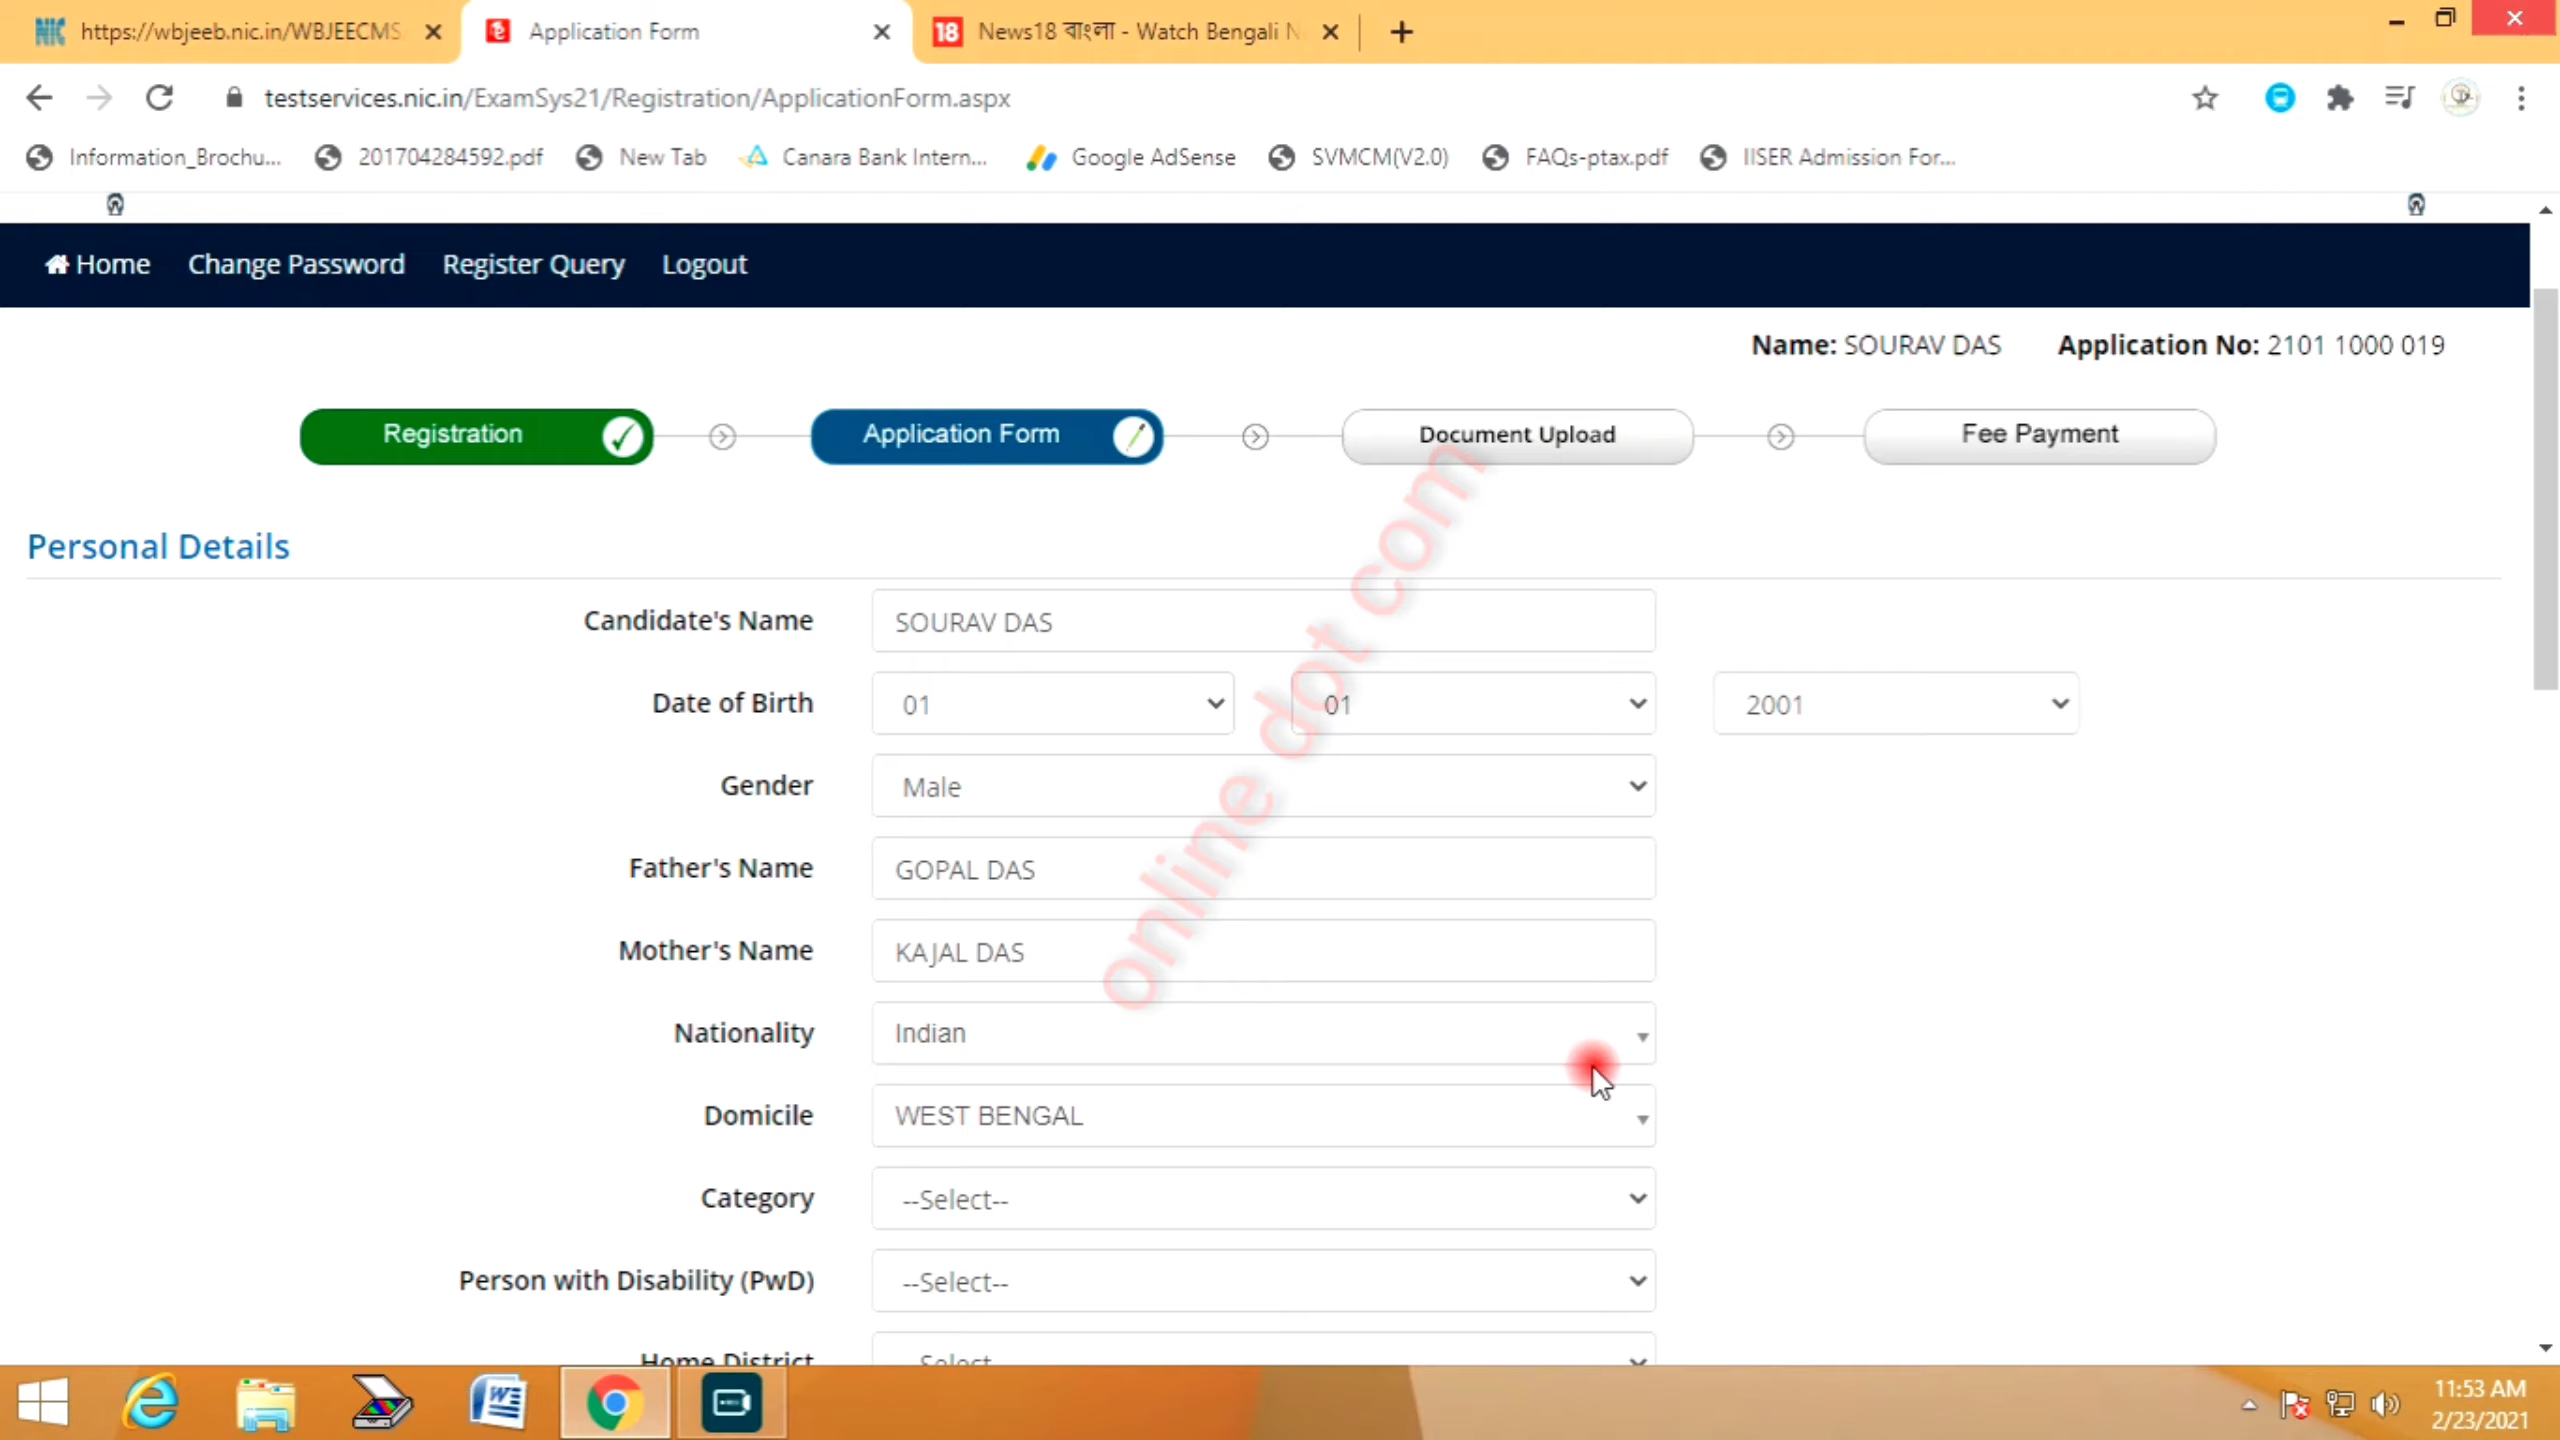 https://wbjeeb.nic.in/WBJEECMS
Application Form
18 News18 বাংলা - Watch Bengali N
testservices.nic.in/ExamSys21/Registration/ApplicationForm.aspx
Information_Brochu... 201704284592.pdf New Tab Canara Bank Intern... Google AdSense SVMCM(V2.0) FAQs-ptax.pdf IISER Admission For...
Home Change Password Register Query Logout
Name: SOURAV DAS Application No: 2101 1000 019
Registration Application Form Document Upload Fee Payment
Personal Details
Candidate's Name SOURAV DAS
Date of Birth 01 01 2001
Gender Male
Father's Name GOPAL DAS
Mother's Name KAJAL DAS
Nationality Indian
Domicile WEST BENGAL
Category --Select--
Person with Disability (PwD) --Select--
Home District --Select--
online dot com
11:53 AM
2/23/2021